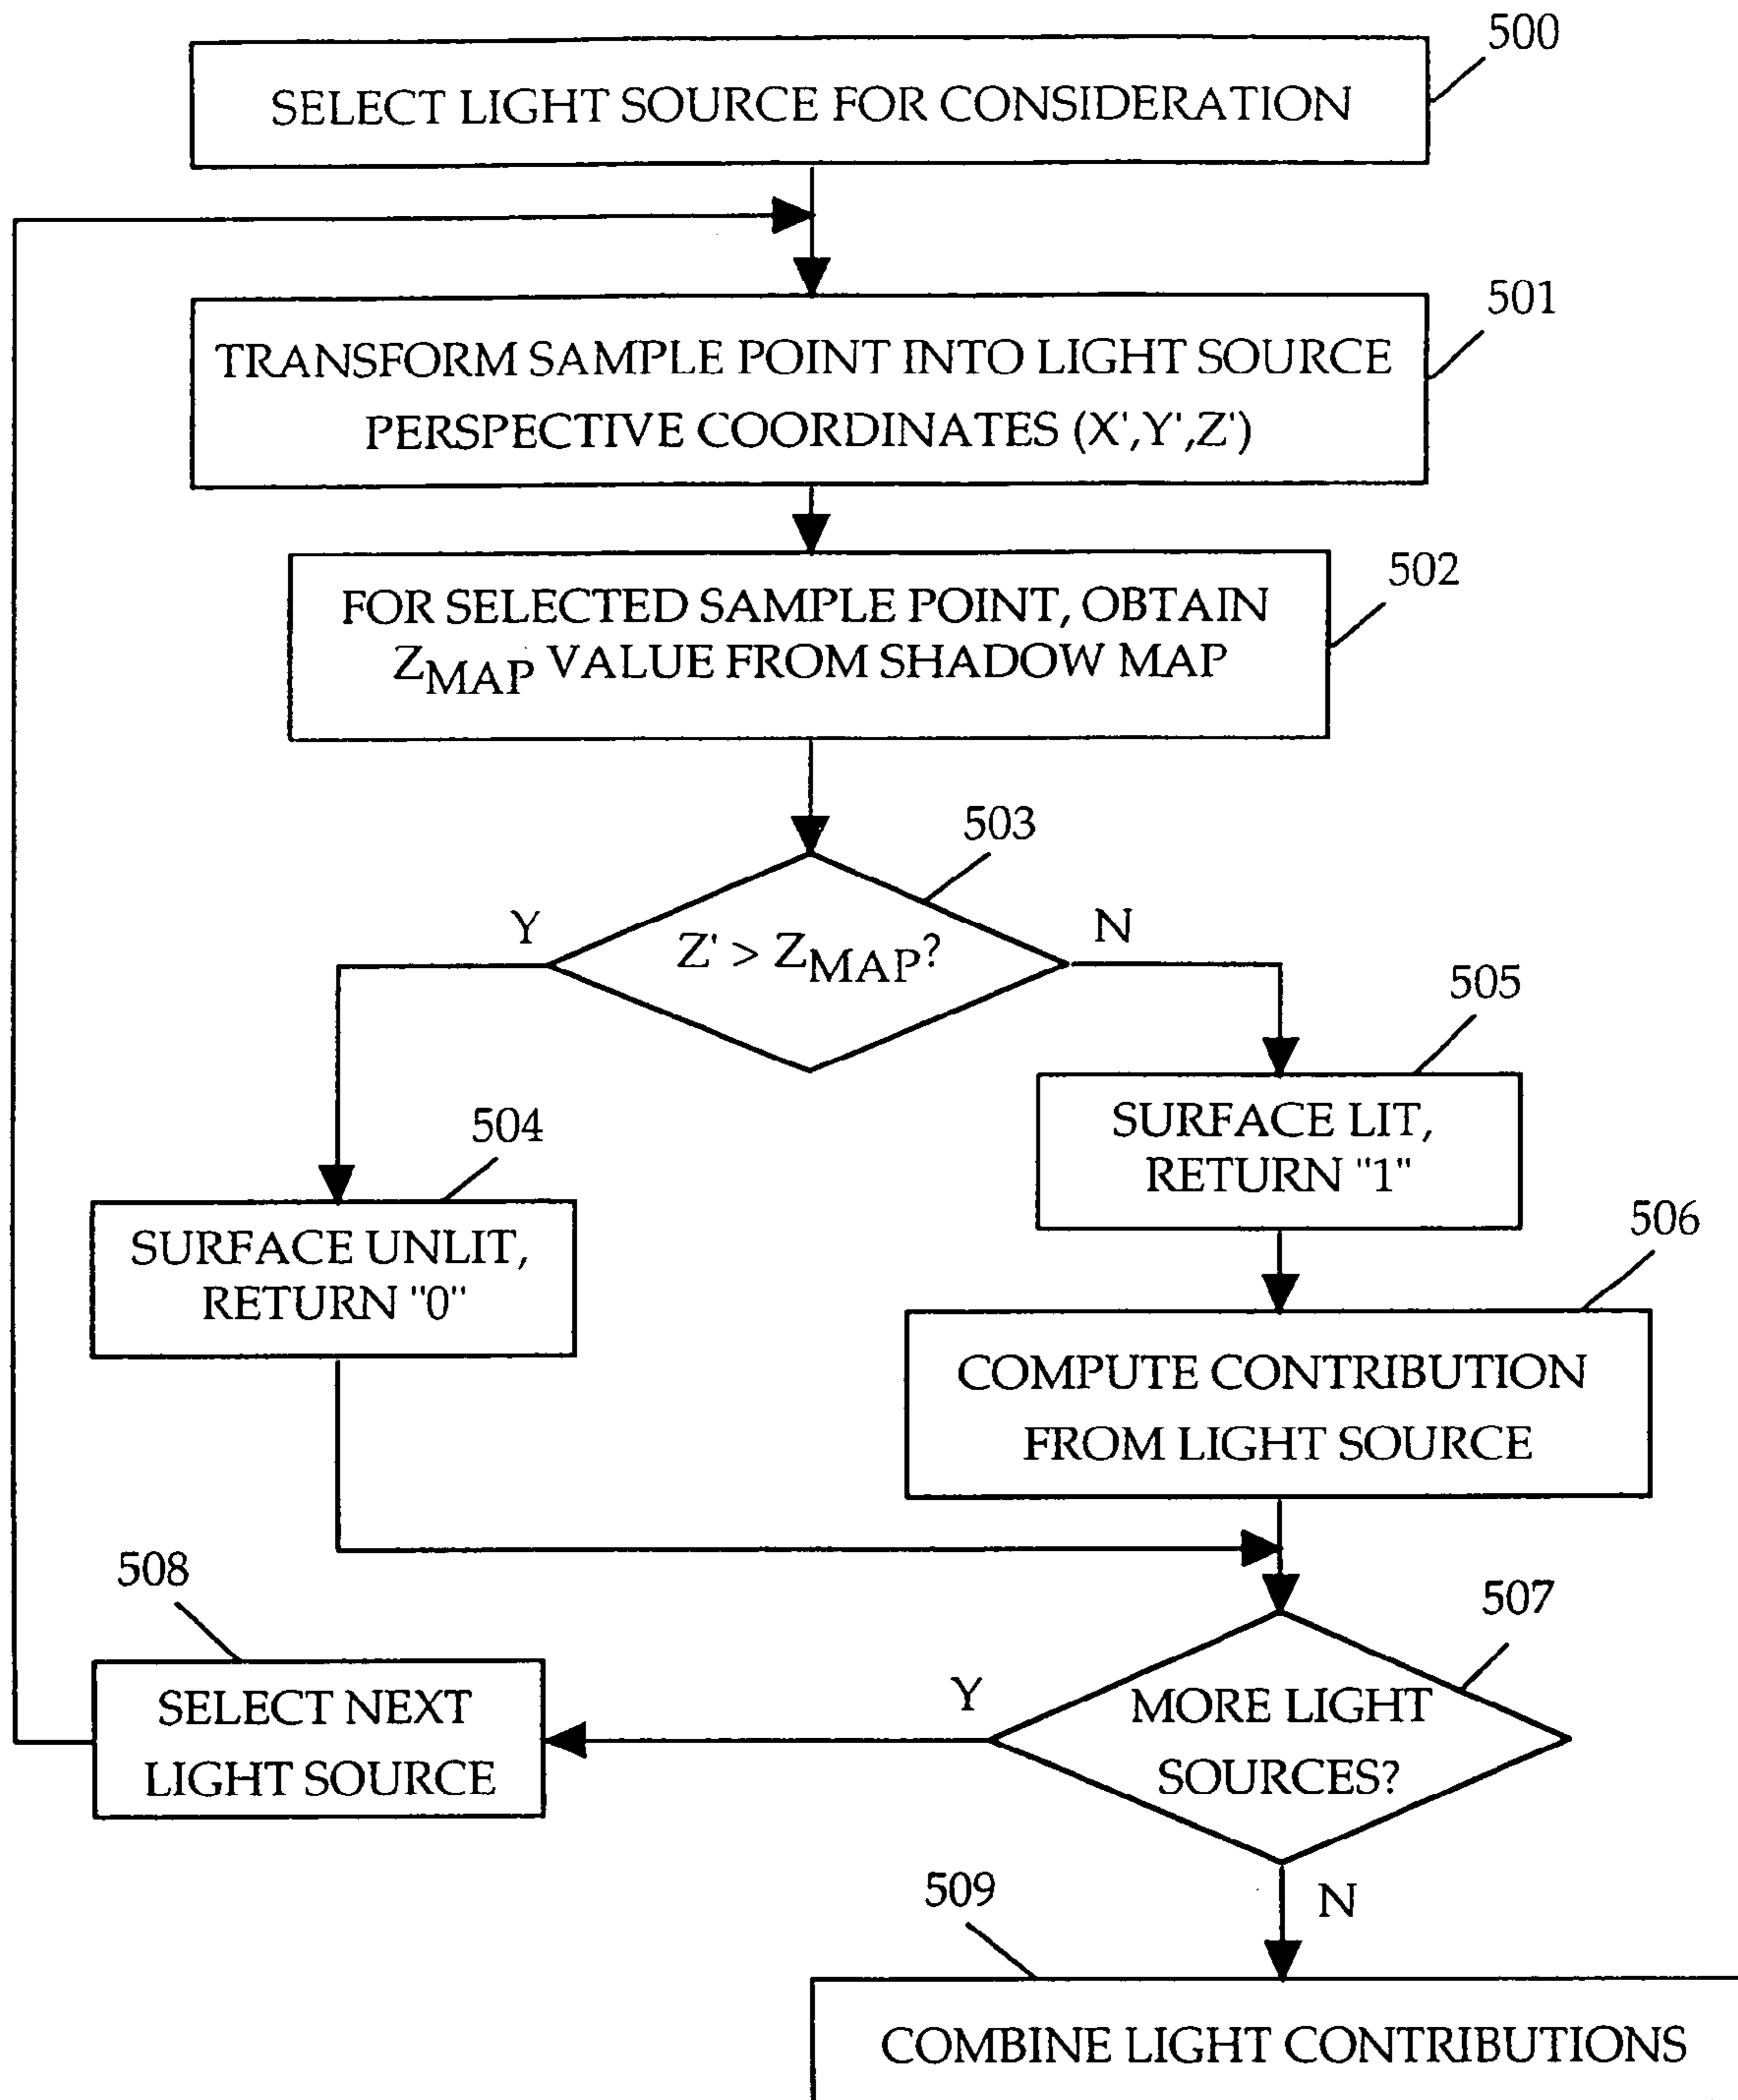 500
SELECT LIGHT SOURCE FOR CONSIDERATION
501
TRANSFORM SAMPLE POINT INTO LIGHT SOURCE
PERSPECTIVE COORDINATES (X',Y',Z')
502
FOR SELECTED SAMPLE POINT, OBTAIN
ZMAP VALUE FROM SHADOW MAP
503
Y
Z' > ZMAP?
N
505
SURFACE LIT,
RETURN "1"
504
SURFACE UNLIT,
RETURN "0"
506
COMPUTE CONTRIBUTION
FROM LIGHT SOURCE
508
SELECT NEXT
LIGHT SOURCE
507
Y
MORE LIGHT
SOURCES?
N
509
COMBINE LIGHT CONTRIBUTIONS